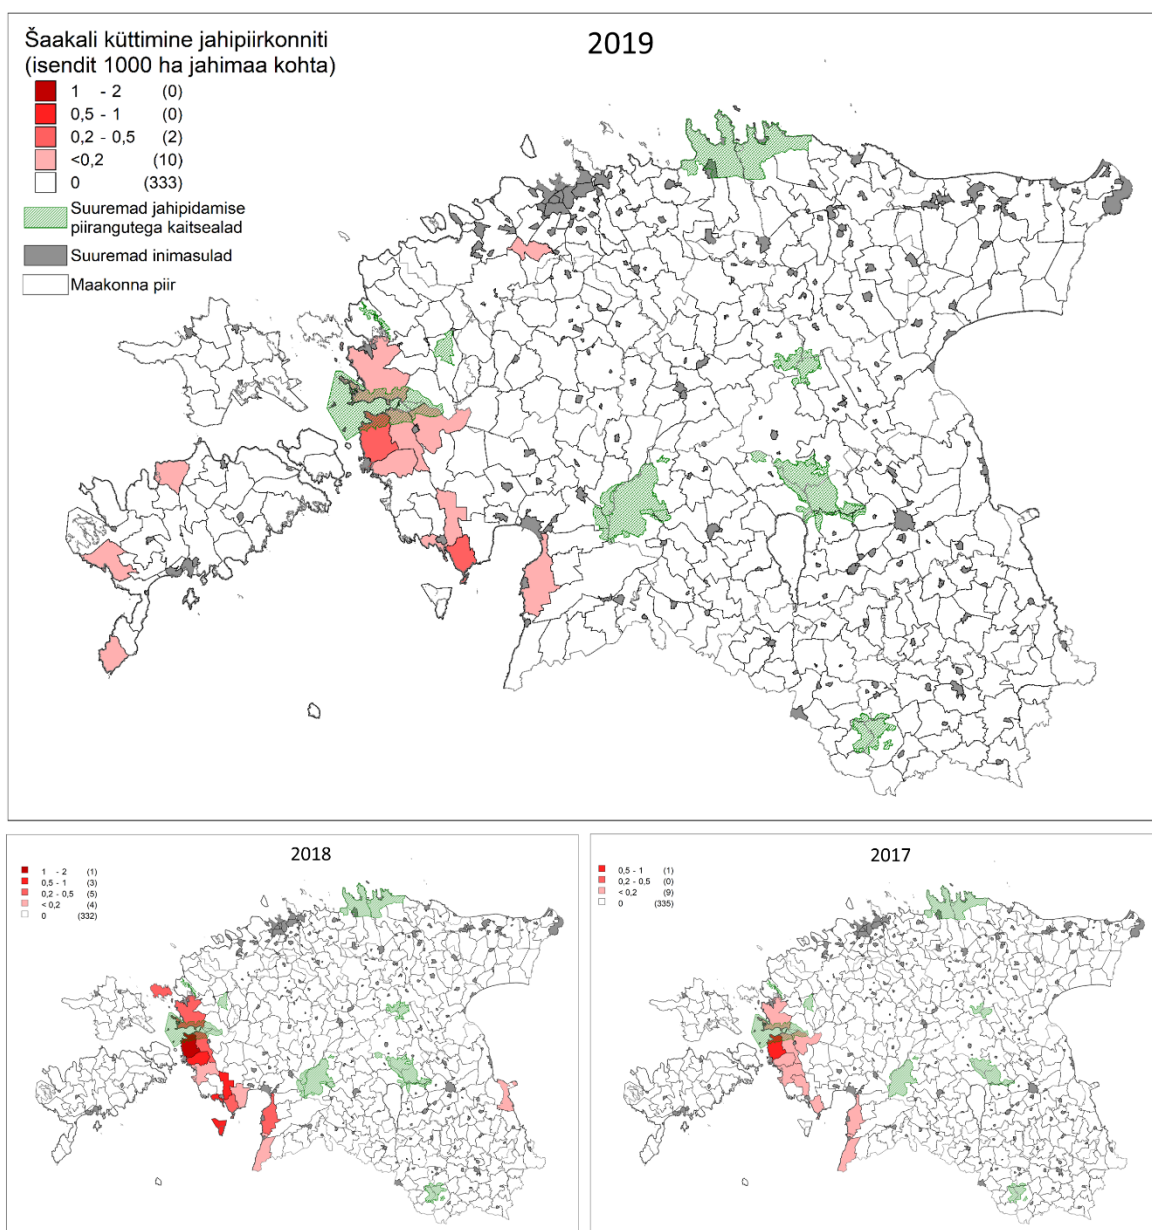 Šaakali küttimine jahipiirkonniti
(isendit 1000 ha jahimaa kohta)
2019
1 - 2 (0)
0,5 - 1 (0)
0,2 - 0,5 (2)
<0,2 (10)
0 (333)
Suuremad jahipidamise
piirangutega kaitsealad
Suuremad inimasulad
Maakonna piir
2018
1 - 2 (1)
0,5 - 1 (3)
0,2 - 0,5 (5)
< 0,2 (4)
0 (332)
2017
0,5 - 1 (1)
0,2 - 0,5 (0)
< 0,2 (9)
0 (335)